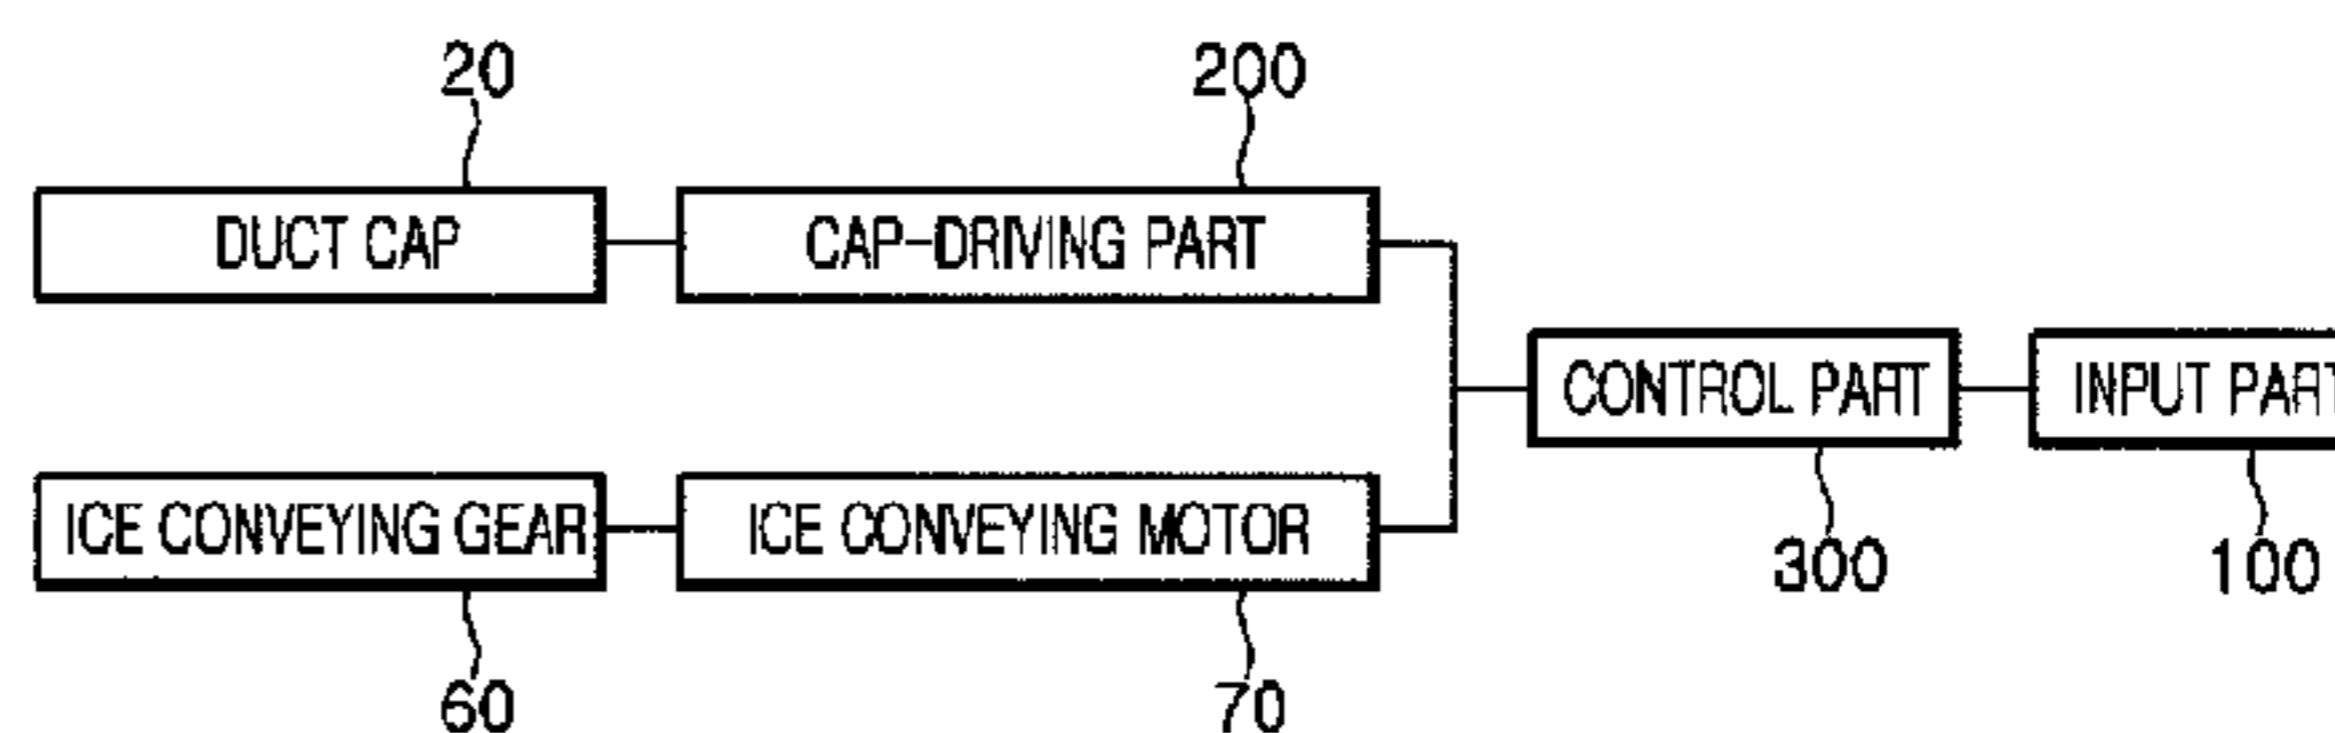 20 200
DUCT CAP CAP-DRIVING PART
CONTROL PART INPUT PART
ICE CONVEYING GEAR ICE CONVEYING MOTOR
300 100
60 70